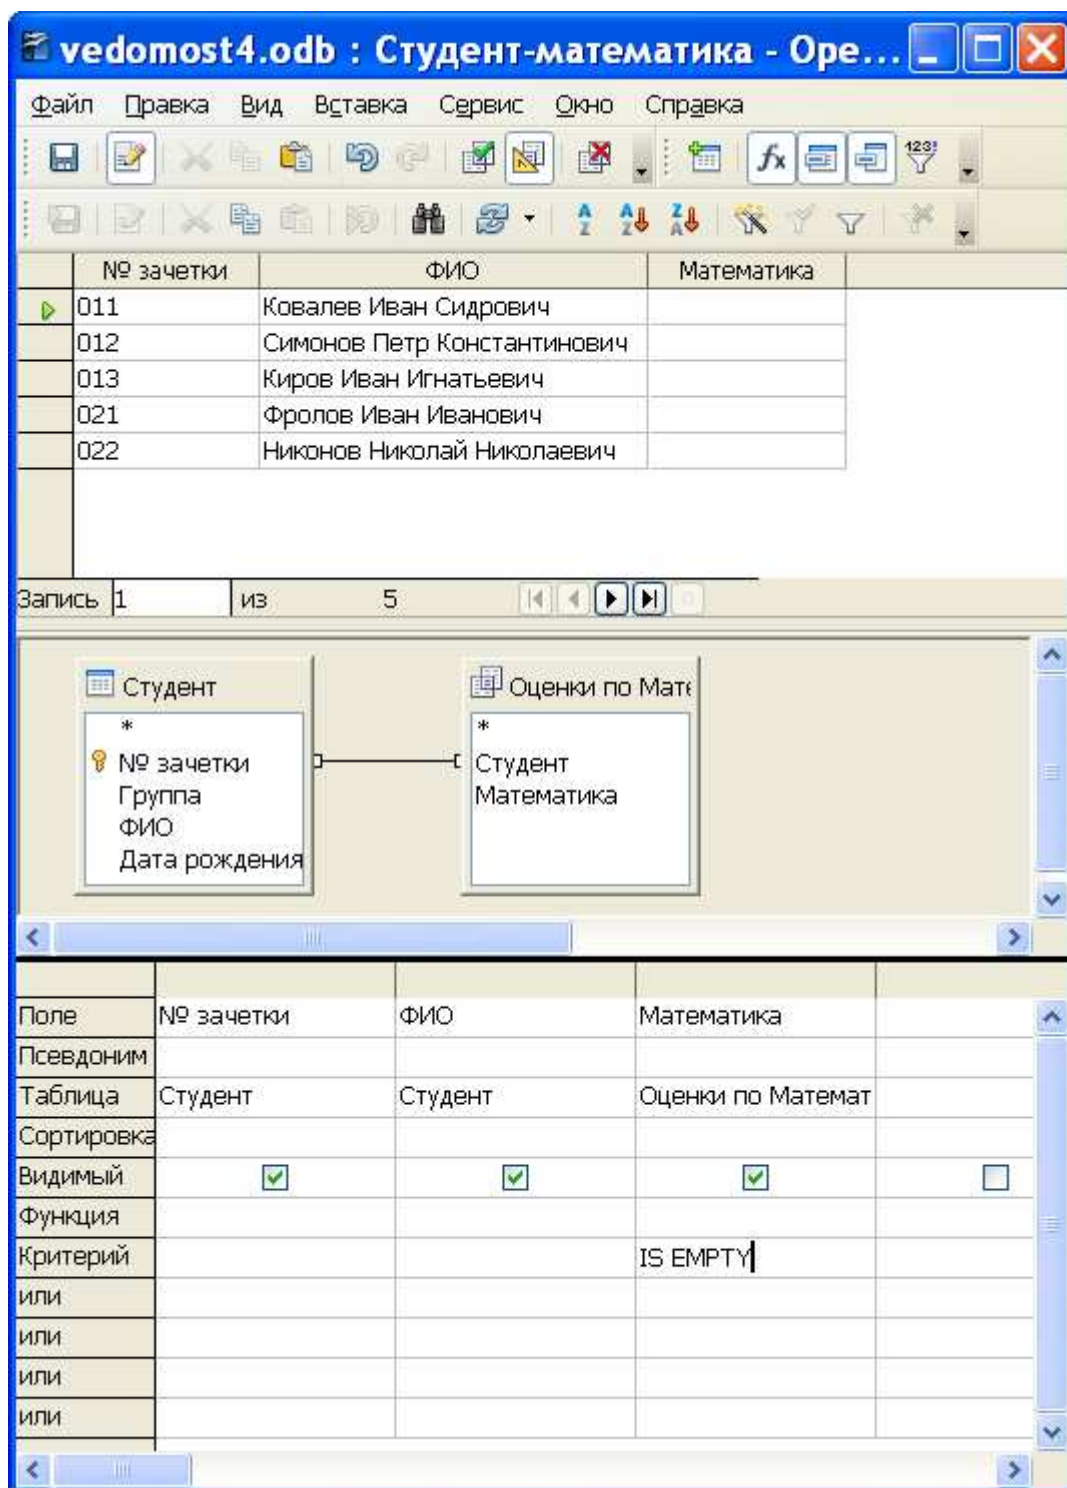 vedomost4.odb : Студент-математика - Ope...
Файл Правка Вид Вставка Сервис Окно Справка
№ зачетки ФИО Математика
011 Ковалев Иван Сидрович
012 Симонов Петр Константинович
013 Киров Иван Игнатьевич
021 Фролов Иван Иванович
022 Никонов Николай Николаевич
Запись 1 из 5
Студент Оценки по Мате
* *
№ зачетки Студент
Группа Математика
ФИО
Дата рождения
Поле № зачетки ФИО Математика
Псевдоним
Таблица Студент Студент Оценки по Математ
Сортировка
Видимый
Функция
Критерий IS EMPTY
или
или
или
или